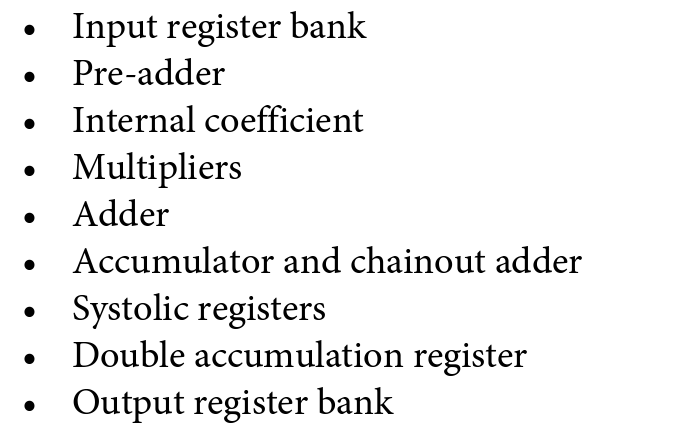 • Input register bank
• Pre-adder
• Internal coefficient
• Multipliers
• Adder
• Accumulator and chainout adder
• Systolic registers
• Double accumulation register
• Output register bank